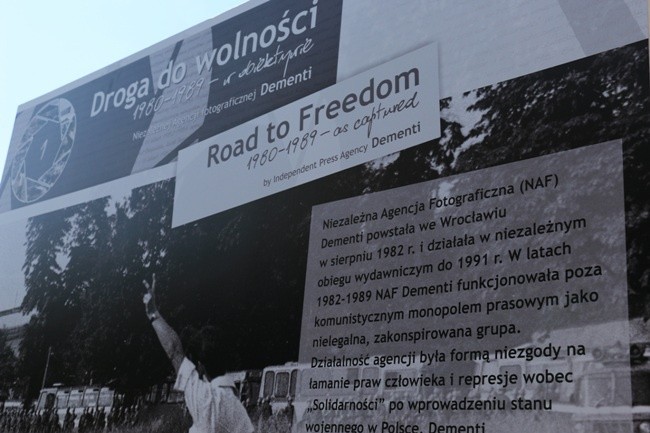 Droga do wolności
1980-1989 - w obiektywie
Niezależnej Agencji Fotograficznej Dementi
Road to Freedom
1980-1989 - as captured
by Independent Press Agency Dementi
Niezależna Agencja Fotograficzna (NAF)
Dementi powstała we Wrocławiu
w sierpniu 1982 r. i działała w niezależnym
obiegu wydawniczym do 1991 r. W latach
1982-1989 NAF Dementi funkcjonowała poza
komunistycznym monopolem prasowym jako
nielegalna, zakonspirowana grupa.
Działalność agencji była formą niezgody na
łamanie praw człowieka i represje wobec
„Solidarności” po wprowadzeniu stanu
wojennego w Polsce. Dementi